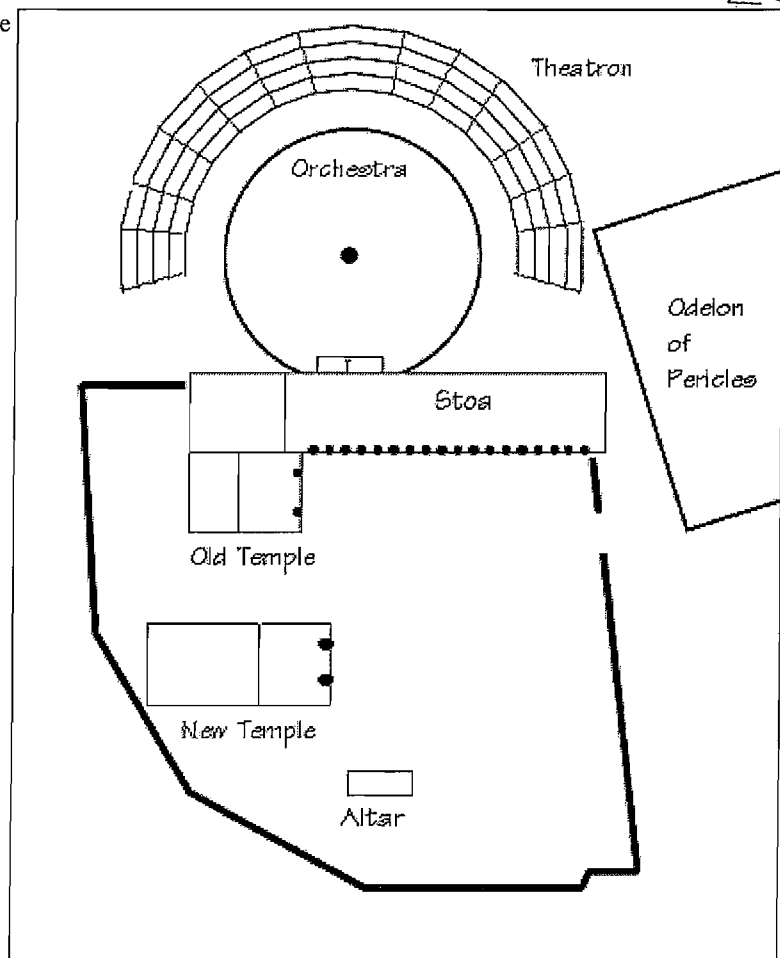 e
Theatron
Orchestra
Odelon
of
Pericles
Stoa
Old Temple
New Temple
Altar